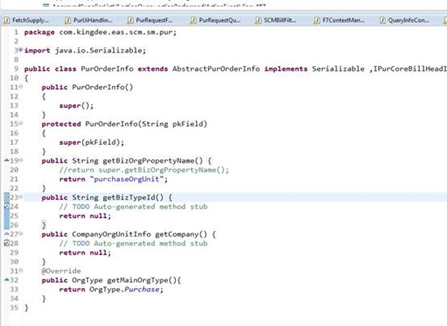 FetchSupply...
PurUIHandlin...
PurRequestF...
PurRequestQu...
SCMBillFilt...
F7ContextMan...
QueryInfoCon...
1 package com.kingdee.eas.scm.sm.pur;
2
3 import java.io.Serializable;
8
9 public class PurOrderInfo extends AbstractPurOrderInfo implements Serializable ,IPurCoreBillHeadI
10 {
11 public PurOrderInfo()
12 {
13 super();
14 }
15 protected PurOrderInfo(String pkField)
16 {
17 super(pkField);
18 }
19 public String getBizOrgPropertyName() {
20 //return super.getBizOrgPropertyName();
21 return "purchaseOrgUnit";
22 }
23 public String getBizTypeId() {
24 // TODO Auto-generated method stub
25 return null;
26 }
27 public CompanyOrgUnitInfo getCompany() {
28 // TODO Auto-generated method stub
29 return null;
30 }
31 @Override
32 public OrgType getMainOrgType(){
33 return OrgType.Purchase;
34 }
35 }